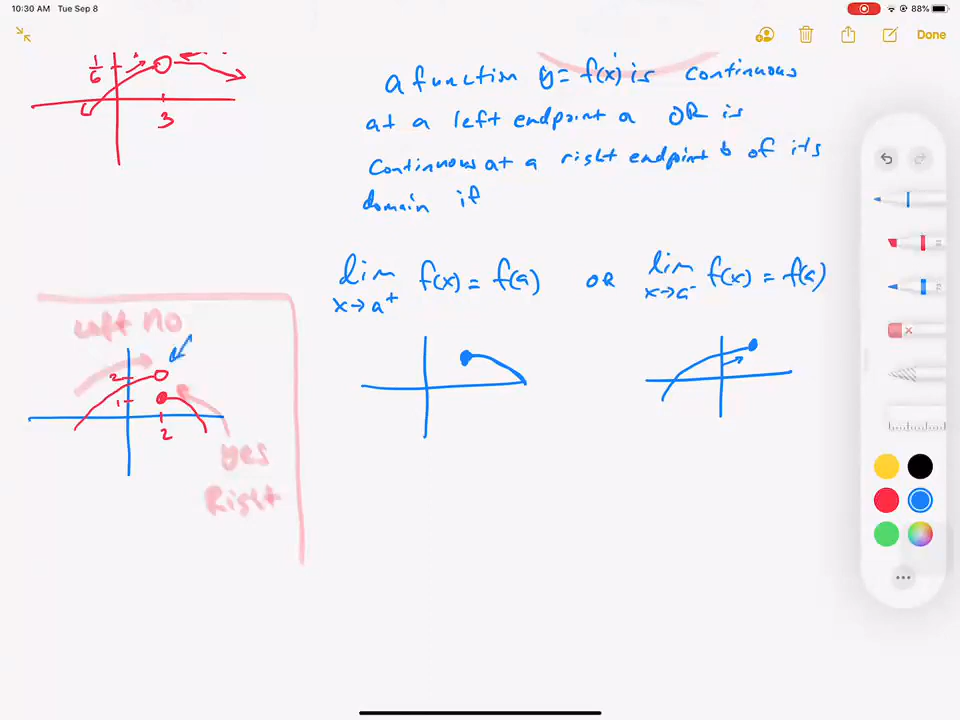 10:30 AM Tue Sep 8
88%
Done
1/6
3
a function y = f(x) is continuous
at a left endpoint a OR is
continuous at a right endpoint b of its
domain if
lim x→a⁺ f(x) = f(a) OR lim x→a⁻ f(x) = f(a)
Left no
2
1
2
yes
Right